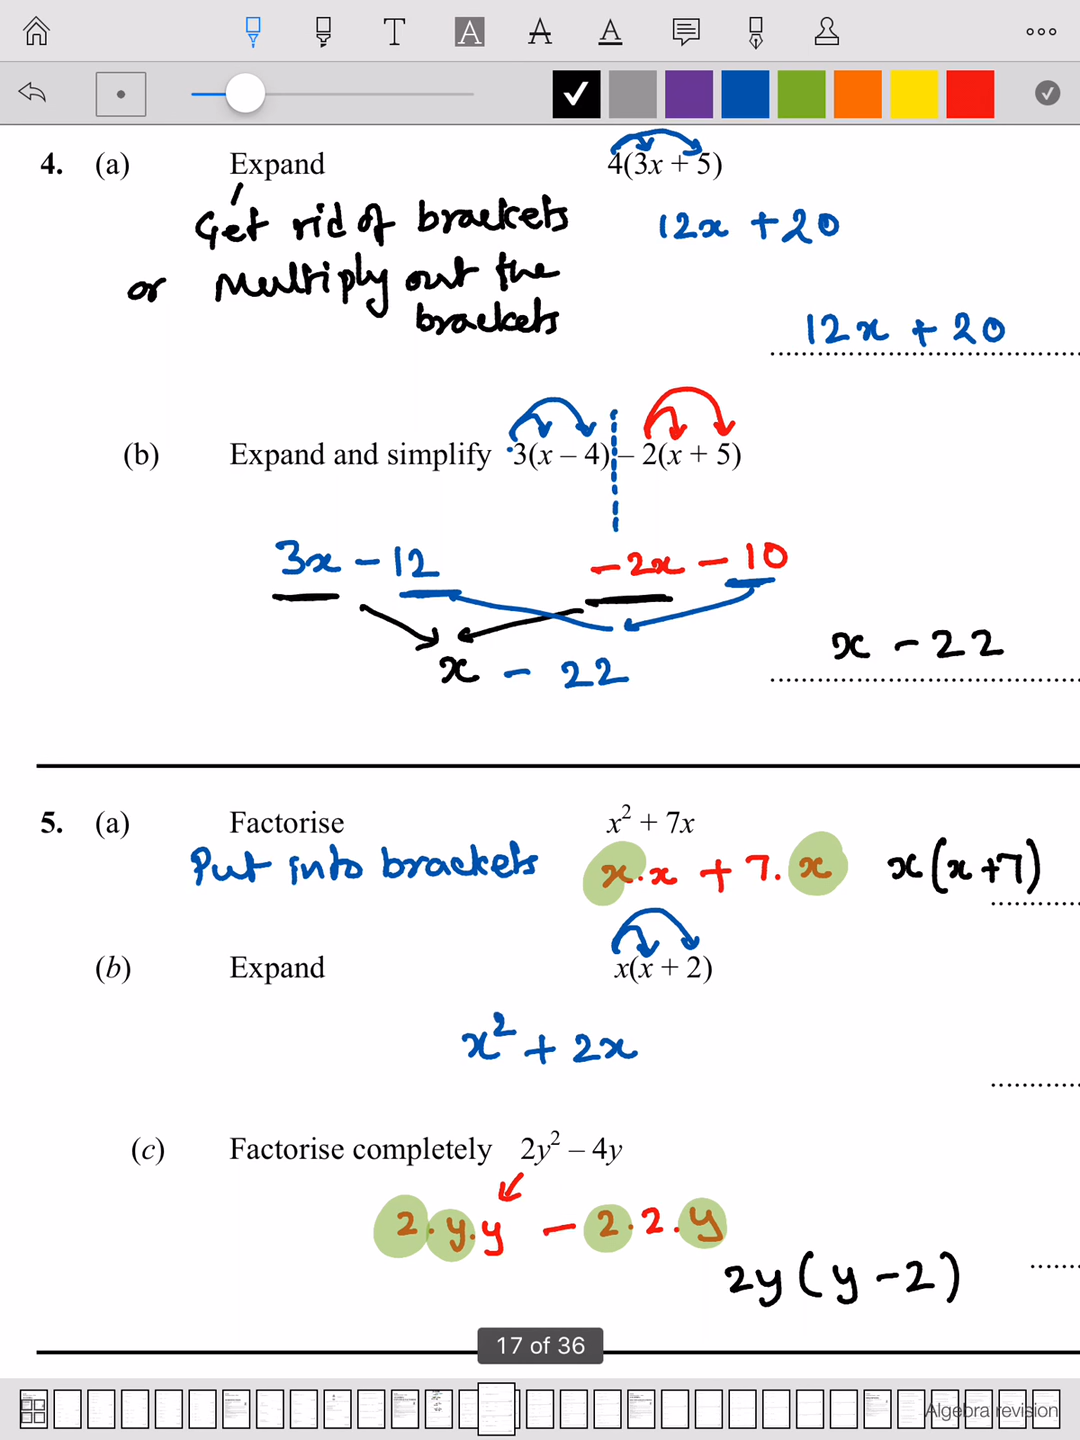 T A A A
4. (a) Expand 4(3x + 5)
Get rid of brackets 12x + 20
or Multiply out the
brackets
12x + 20
(b) Expand and simplify 3(x – 4) – 2(x + 5)
3x – 12 – 2x – 10
x – 22
x – 22
5. (a) Factorise x² + 7x
Put into brackets x·x + 7·x x(x+7)
(b) Expand x(x + 2)
x² + 2x
(c) Factorise completely 2y² – 4y
2·y·y – 2·2·y
2y(y – 2)
17 of 36
Algebra revision